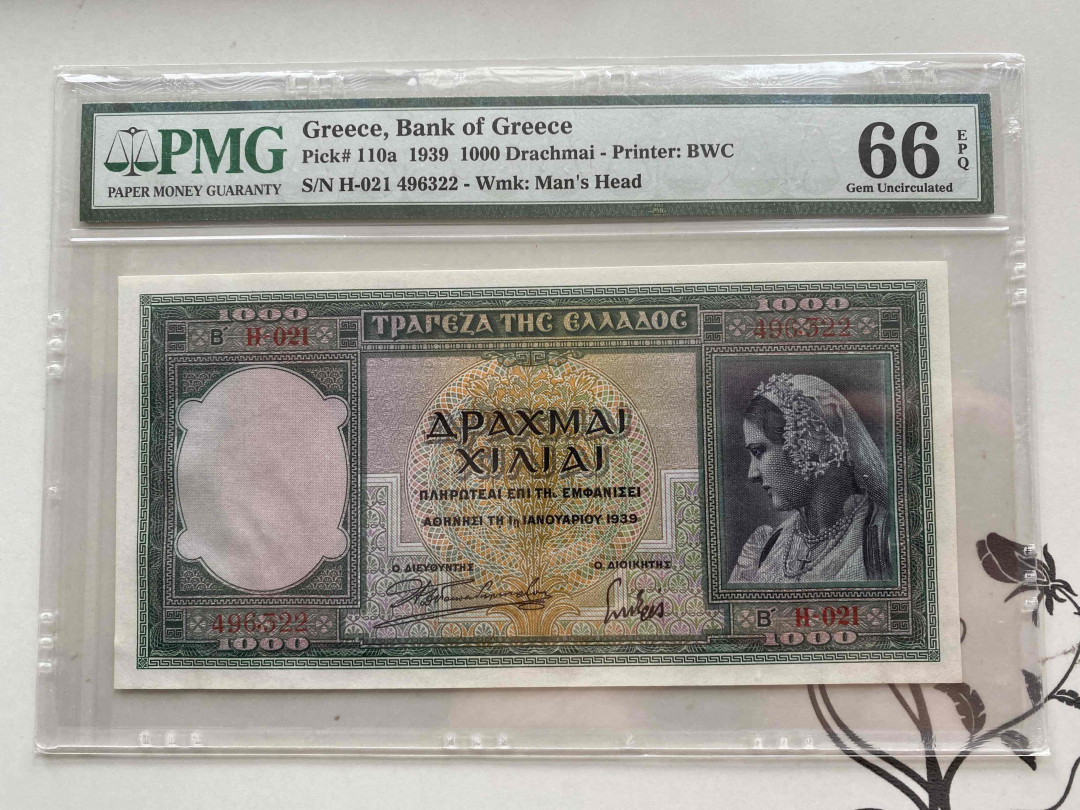 PMG
PAPER MONEY GUARANTY
Greece, Bank of Greece
Pick# 110a 1939 1000 Drachmai - Printer: BWC
S/N H-021 496322 - Wmk: Man's Head
66
EPQ
Gem Uncirculated
1000
1000
Β΄ H-021
ΤΡΑΠΕΖΑ ΤΗΣ ΕΛΛΑΔΟΣ
496322
ΔΡΑΧΜΑΙ
ΧΙΛΙΑΙ
ΠΛΗΡΩΤΕΑΙ ΕΠΙ ΤΗ, ΕΜΦΑΝΙΣΕΙ
ΑΘΗΝΗΣΙ ΤΗ 1η ΙΑΝΟΥΑΡΙΟΥ 1939
Ο ΔΙΕΥΘΥΝΤΗΣ
Ο ΔΙΟΙΚΗΤΗΣ
496322
Β΄ H-021
1000
1000